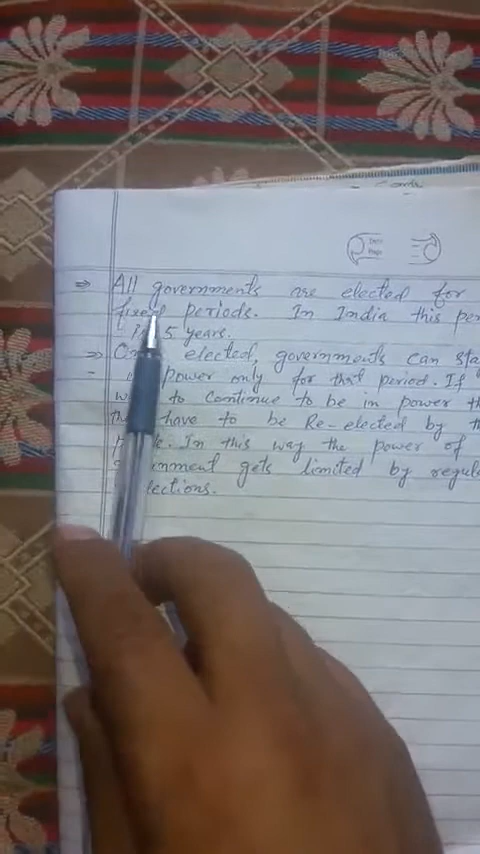 ⇒ All governments are elected for
fixed periods. In India this per
5 years.
⇒ elected, governments can sta
power only for that period. If
to continue to be in power th
have to be Re-elected by th
In this way the power of
gets limited by regul